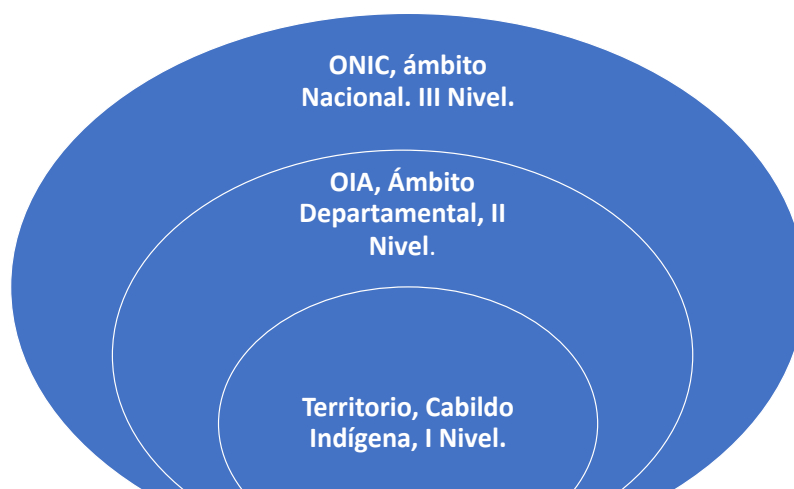 ONIC, ámbito
Nacional. III Nivel.
OIA, Ámbito
Departamental, II
Nivel.
Territorio, Cabildo
Indígena, I Nivel.